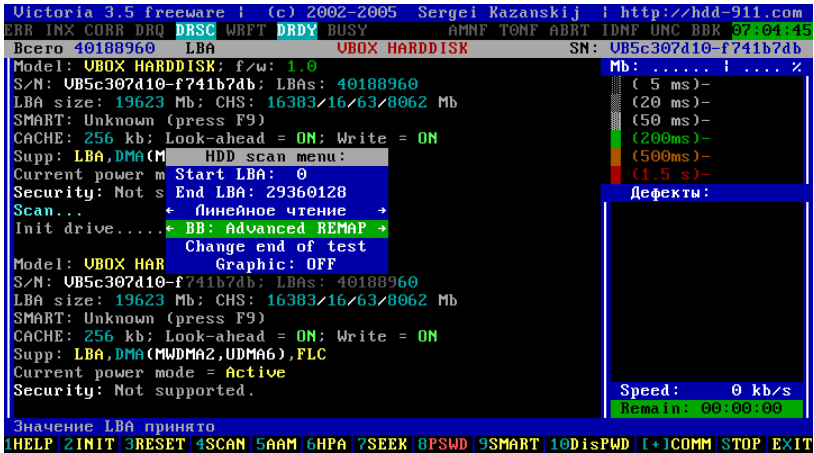 Victoria 3.5 freeware ¦ (c) 2002-2005 Sergei Kazanskij ¦ http://hdd-911.com
ERR INX CORR DRQ DRSC WRFT DRDY BUSY AMNF TONF ABRT IDNF UNC BBK 07:04:45
Всего 40188960 LBA VBOX HARDDISK SN: VB5c307d10-f741b7db
Model: VBOX HARDDISK; f/w: 1.0
S/N: VB5c307d10-f741b7db; LBAs: 40188960
LBA size: 19623 Mb; CHS: 16383/16/63/8062 Mb
SMART: Unknown (press F9)
CACHE: 256 kb; Look-ahead = ON; Write = ON
Supp: LBA,DMA(M
Current power m
Security: Not s
Scan...
Init drive.....
HDD scan menu:
Start LBA: 0
End LBA: 29360128
← Линейное чтение →
← BB: Advanced REMAP →
Change end of test
Graphic: OFF
Model: VBOX HAR
S/N: VB5c307d10-f741b7db; LBAs: 40188960
LBA size: 19623 Mb; CHS: 16383/16/63/8062 Mb
SMART: Unknown (press F9)
CACHE: 256 kb; Look-ahead = ON; Write = ON
Supp: LBA,DMA(MWDMA2,UDMA6),FLC
Current power mode = Active
Security: Not supported.
Mb: ...... ¦ .... %
( 5 ms)-
(20 ms)-
(50 ms)-
(200ms)-
(500ms)-
(1.5 s)-
Дефекты:
Speed: 0 kb/s
Remain: 00:00:00
Значение LBA принято
1HELP 2INIT 3RESET 4SCAN 5AAM 6HPA 7SEEK 8PSWD 9SMART 10DisPWD [+]COMM STOP EXIT